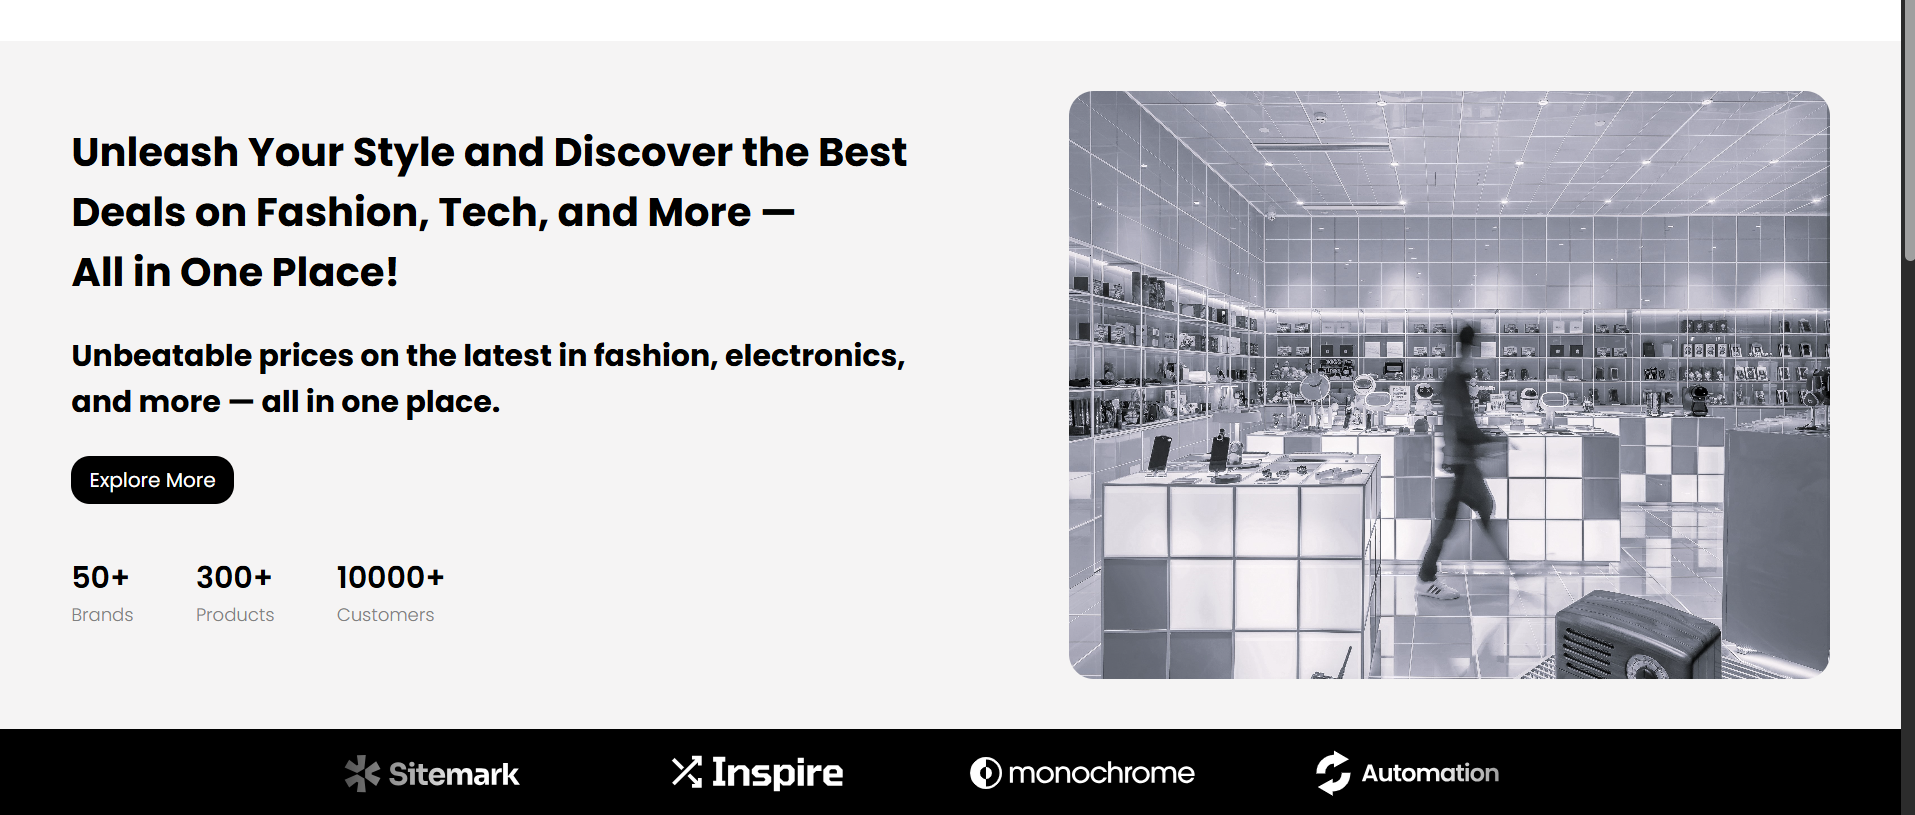 Unleash Your Style and Discover the Best
Deals on Fashion, Tech, and More —
All in One Place!
Unbeatable prices on the latest in fashion, electronics,
and more — all in one place.
Explore More
50+ 300+ 10000+
Brands Products Customers
Sitemark Inspire monochrome Automation